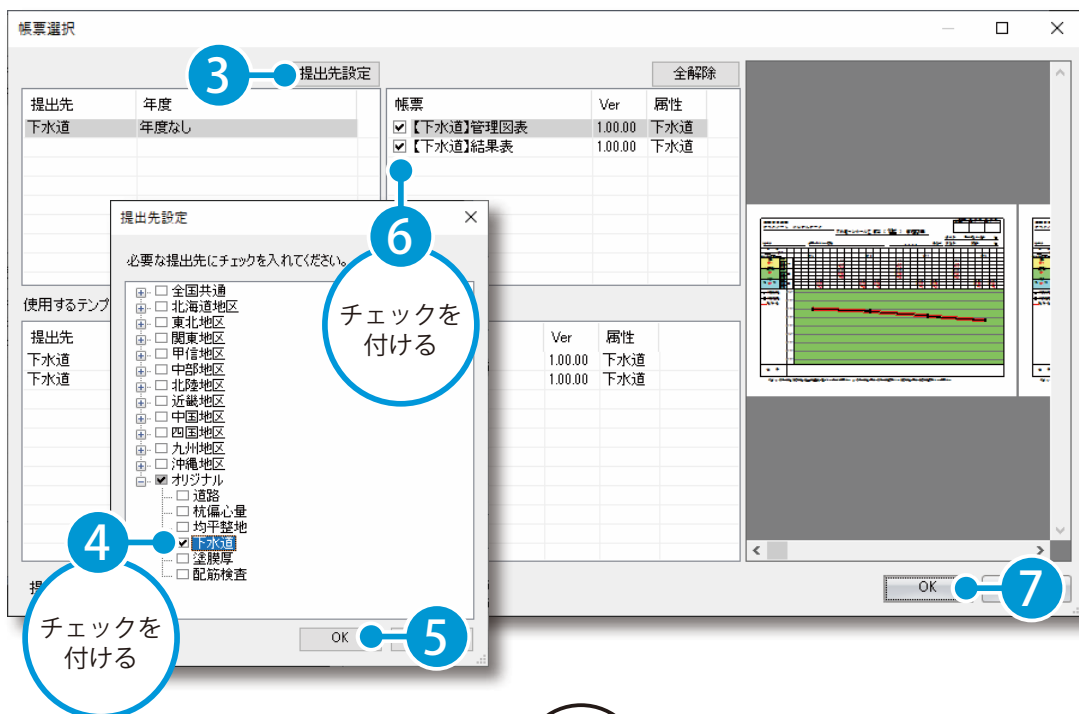 帳票選択
3
提出先設定
全解除
提出先 年度
下水道 年度なし
帳票 Ver 属性
【下水道】管理図表 1.00.00 下水道
【下水道】結果表 1.00.00 下水道
6
チェックを
付ける
使用するテンプ
提出先 Ver 属性
下水道 1.00.00 下水道
下水道 1.00.00 下水道
提出先設定
必要な提出先にチェックを入れてください。
全国共通
北海道地区
東北地区
関東地区
甲信地区
中部地区
北陸地区
近畿地区
中国地区
四国地区
九州地区
沖縄地区
オリジナル
道路
杭偏心量
均平整地
下水道
塗膜厚
配筋検査
4
チェックを
付ける
OK
5
OK
7